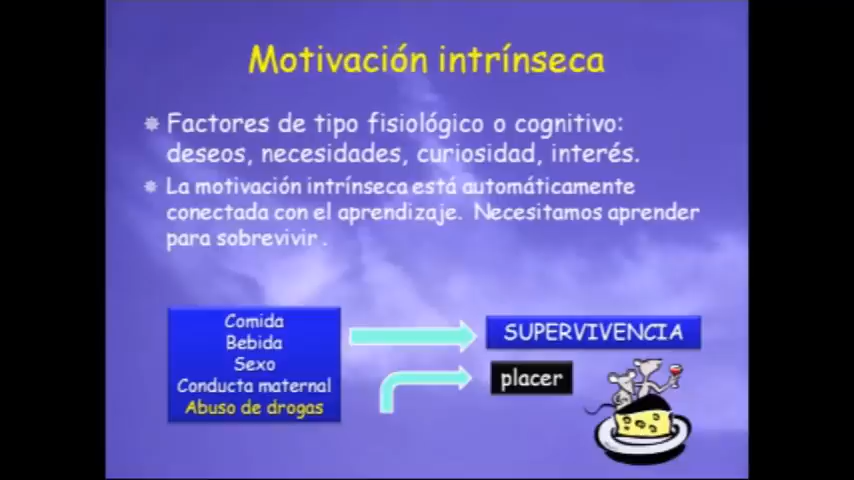 Motivación intrínseca
Factores de tipo fisiológico o cognitivo:
deseos, necesidades, curiosidad, interés.
La motivación intrínseca está automáticamente
conectada con el aprendizaje. Necesitamos aprender
para sobrevivir .
Comida
Bebida
Sexo
Conducta maternal
Abuso de drogas
SUPERVIVENCIA
placer